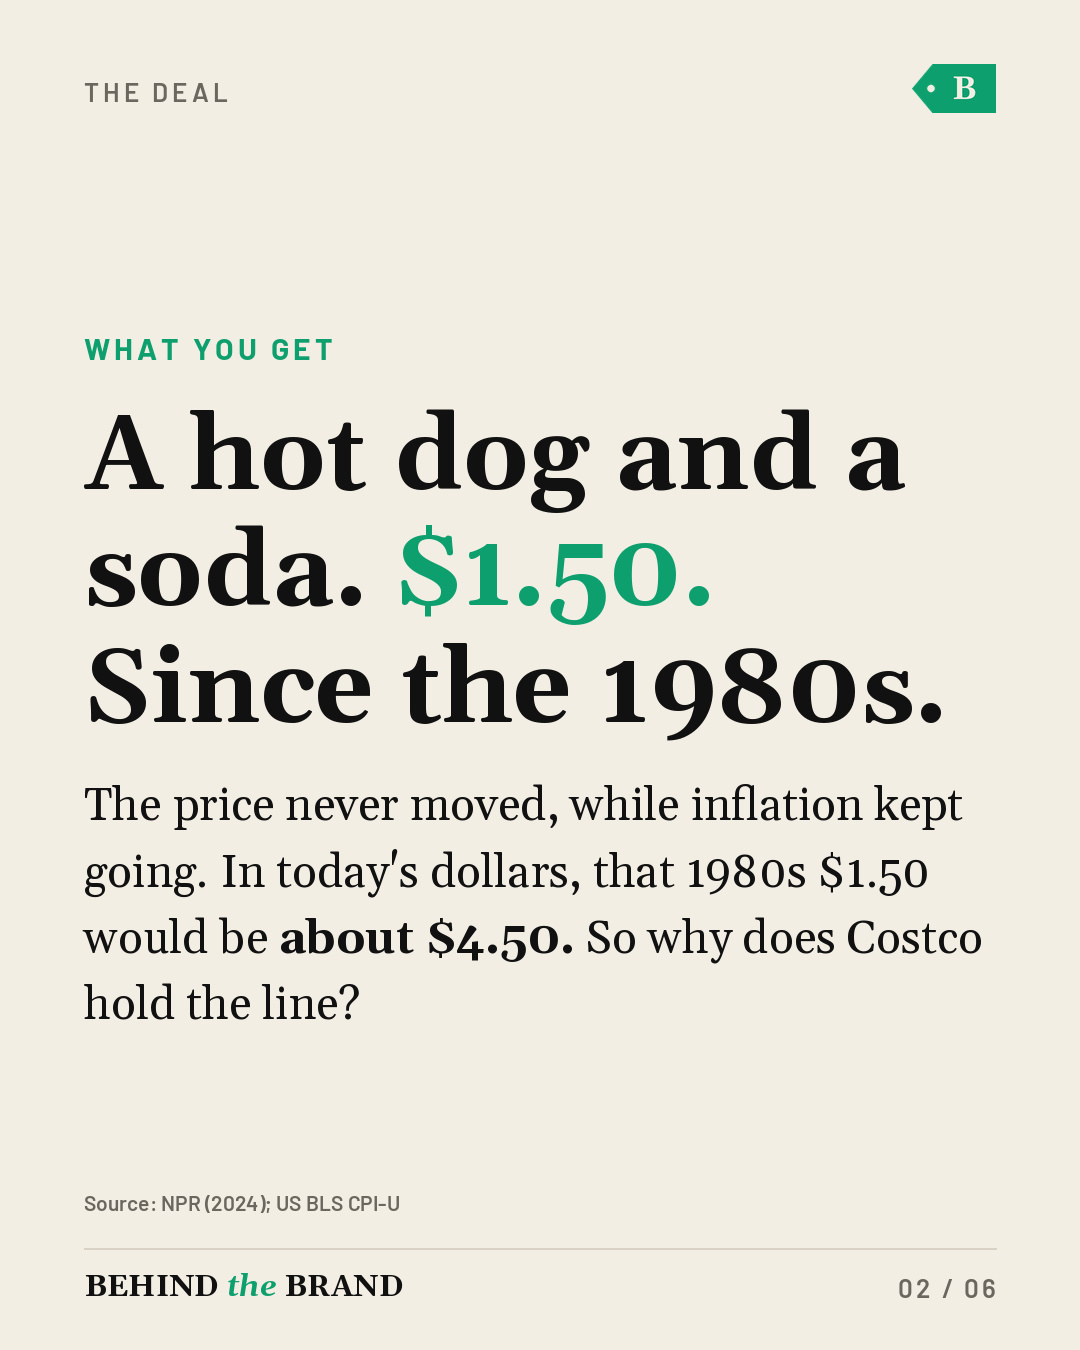 THE DEAL
B
WHAT YOU GET
A hot dog and a
soda. $1.50.
Since the 1980s.
The price never moved, while inflation kept
going. In today's dollars, that 1980s $1.50
would be about $4.50. So why does Costco
hold the line?
Source: NPR (2024); US BLS CPI-U
BEHIND the BRAND
02 / 06